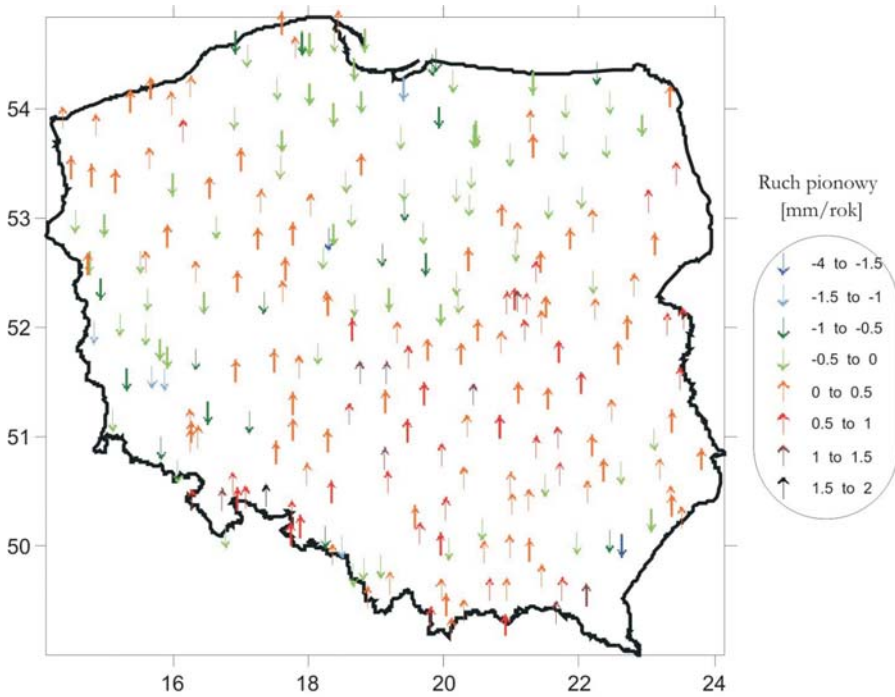 54
53
52
51
50
16
18
20
22
24
Ruch pionowy
[mm/rok]
-4 to -1.5
-1.5 to -1
-1 to -0.5
-0.5 to 0
0 to 0.5
0.5 to 1
1 to 1.5
1.5 to 2